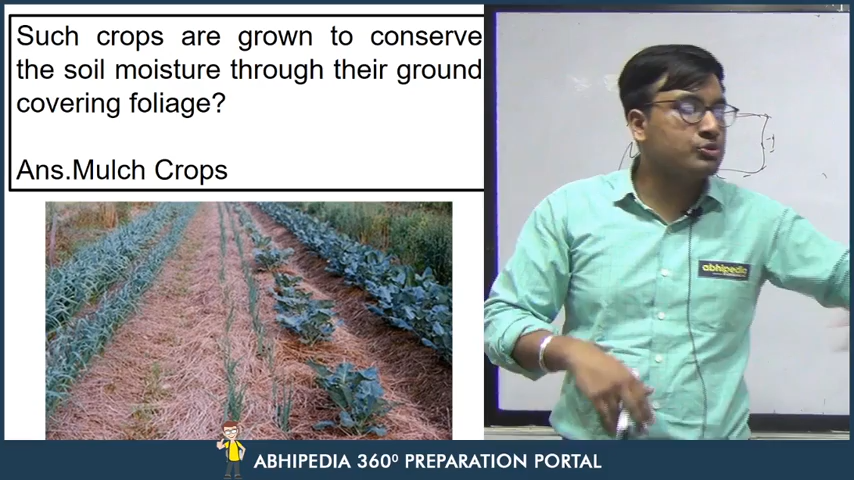 Such crops are grown to conserve
the soil moisture through their ground
covering foliage?
Ans.Mulch Crops
abhipedia
ABHIPEDIA 360⁰ PREPARATION PORTAL